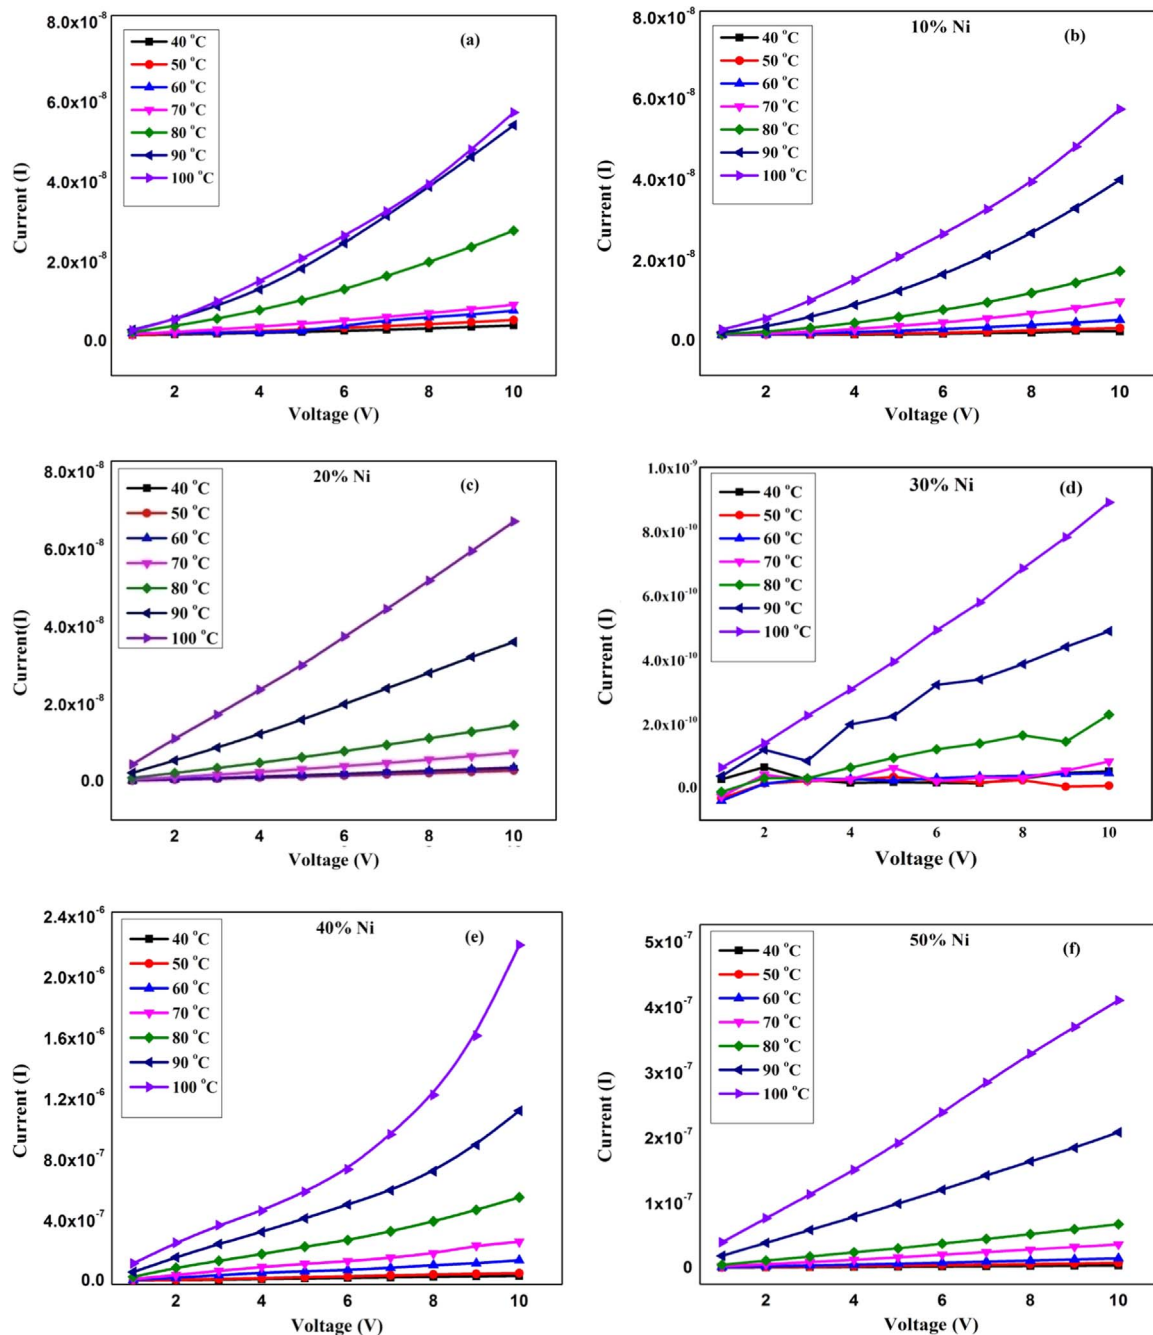 (a)
8.0x10⁻⁸
6.0x10⁻⁸
4.0x10⁻⁸
2.0x10⁻⁸
0.0
Current (I)
40 °C
50 °C
60 °C
70 °C
80 °C
90 °C
100 °C
2 4 6 8 10
Voltage (V)
10% Ni (b)
8.0x10⁻⁸
6.0x10⁻⁸
4.0x10⁻⁸
2.0x10⁻⁸
0.0
Current (I)
40 °C
50 °C
60 °C
70 °C
80 °C
90 °C
100 °C
2 4 6 8 10
Voltage (V)
20% Ni (c)
8.0x10⁻⁸
6.0x10⁻⁸
4.0x10⁻⁸
2.0x10⁻⁸
0.0
Current(I)
40 °C
50 °C
60 °C
70 °C
80 °C
90 °C
100 °C
2 4 6 8 10
Voltage (V)
30% Ni (d)
1.0x10⁻⁹
8.0x10⁻¹⁰
6.0x10⁻¹⁰
4.0x10⁻¹⁰
2.0x10⁻¹⁰
0.0
Current (I)
40 °C
50 °C
60 °C
70 °C
80 °C
90 °C
100 °C
2 4 6 8 10
Voltage (V)
40% Ni (e)
2.4x10⁻⁶
2.0x10⁻⁶
1.6x10⁻⁶
1.2x10⁻⁶
8.0x10⁻⁷
4.0x10⁻⁷
0.0
Current (I)
40 °C
50 °C
60 °C
70 °C
80 °C
90 °C
100 °C
2 4 6 8 10
Voltage (V)
50% Ni (f)
5x10⁻⁷
4x10⁻⁷
3x10⁻⁷
2x10⁻⁷
1x10⁻⁷
0
Current (I)
40 °C
50 °C
60 °C
70 °C
80 °C
90 °C
100 °C
2 4 6 8 10
Voltage (V)